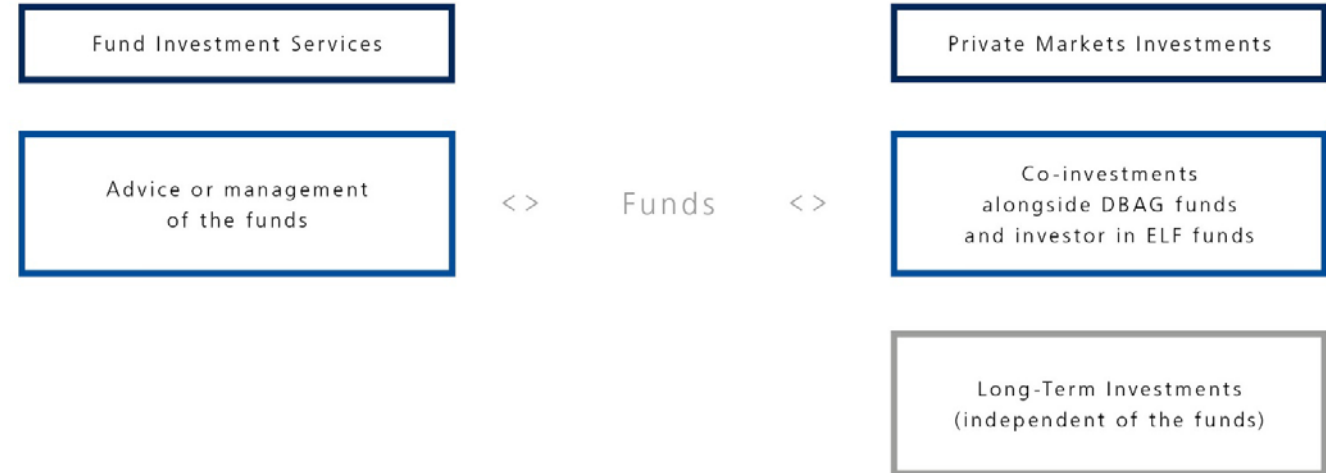 Fund Investment Services
Private Markets Investments
Advice or management
of the funds
< >
Funds
< >
Co-investments
alongside DBAG funds
and investor in ELF funds
Long-Term Investments
(independent of the funds)